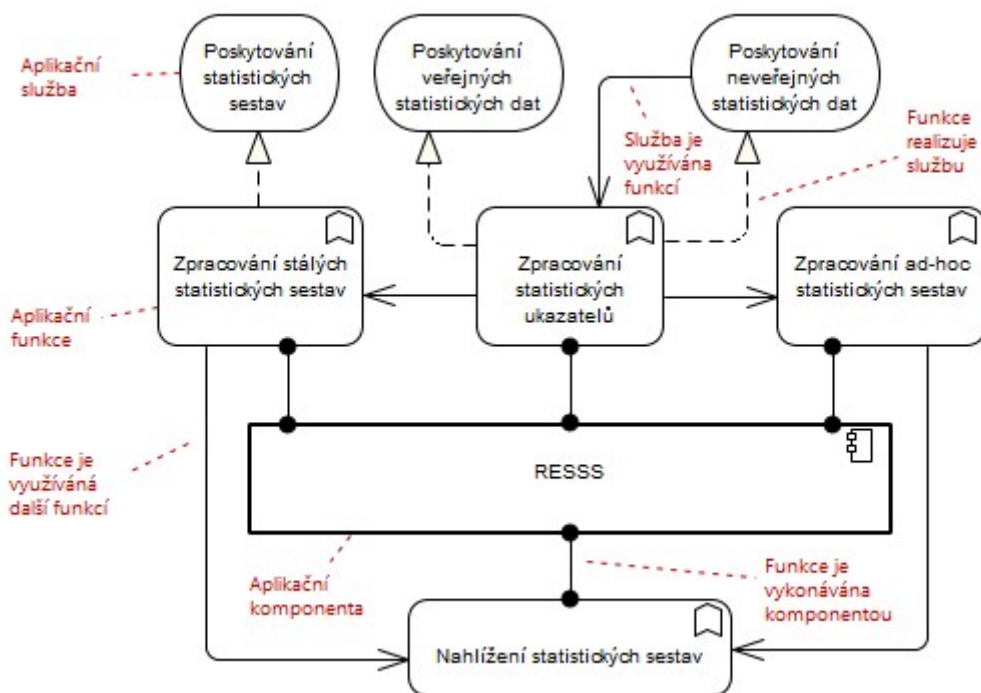 Aplikační
služba
Poskytování
statistických
sestav
Poskytování
veřejných
statistických dat
Poskytování
neveřejných
statistických dat
Služba je
využívána
funkcí
Funkce
realizuje
službu
Zpracování stálých
statistických sestav
Zpracování
statistických
ukazatelů
Zpracování ad-hoc
statistických sestav
Aplikační
funkce
Funkce je
využíváná
další funkcí
RESSS
Aplikační
komponenta
Funkce je
vykonávána
komponentou
Nahlížení statistických sestav